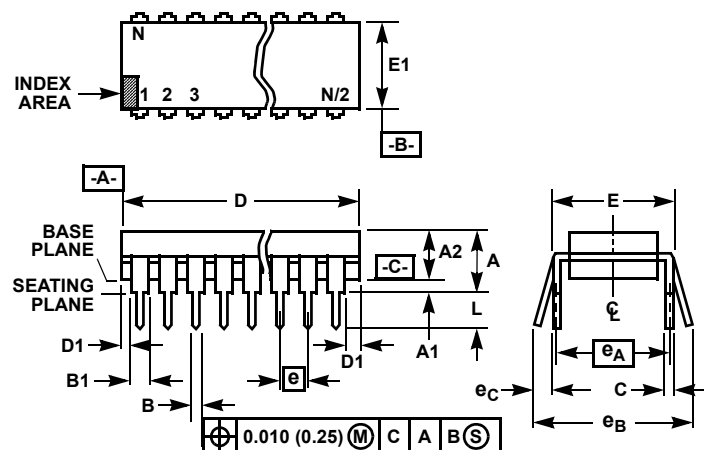 N
E1
INDEX
AREA
1 2 3 N/2
-B-
-A-
D
E
BASE
PLANE
A2
A
-C-
SEATING
PLANE
L
C
L
D1
A1
D1
eA
B1
e
eC
C
B
eB
0.010 (0.25) M C A B S